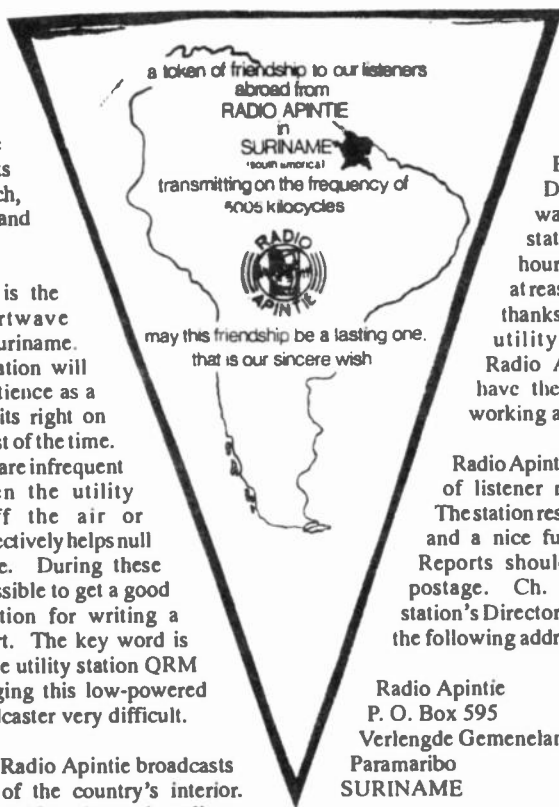 a token of friendship to our listeners
abroad from
RADIO APINTIE
in
SURINAME
(south america)
transmitting on the frequency of
5005 kilocycles
RADIO
APINTIE
may this friendship be a lasting one,
that is our sincere wish
ch,
and
is the
rtwave
uriname.
ation will
tience as a
its right on
st of the time.
are infrequent
en the utility
ff the air or
ectively helps null
e. During these
ssible to get a good
tion for writing a
rt. The key word is
e utility station QRM
ging this low-powered
dcaster very difficult.
Radio Apintie broadcasts
of the country's interior.
D
wa
stat
hour
at reas
thanks
utility
Radio A
have the
working a
Radio Apint
of listener r
The station res
and a nice fu
Reports shoul
postage. Ch.
station's Director
the following addr
Radio Apintie
P. O. Box 595
Verlengde Gemenelan
Paramaribo
SURINAME